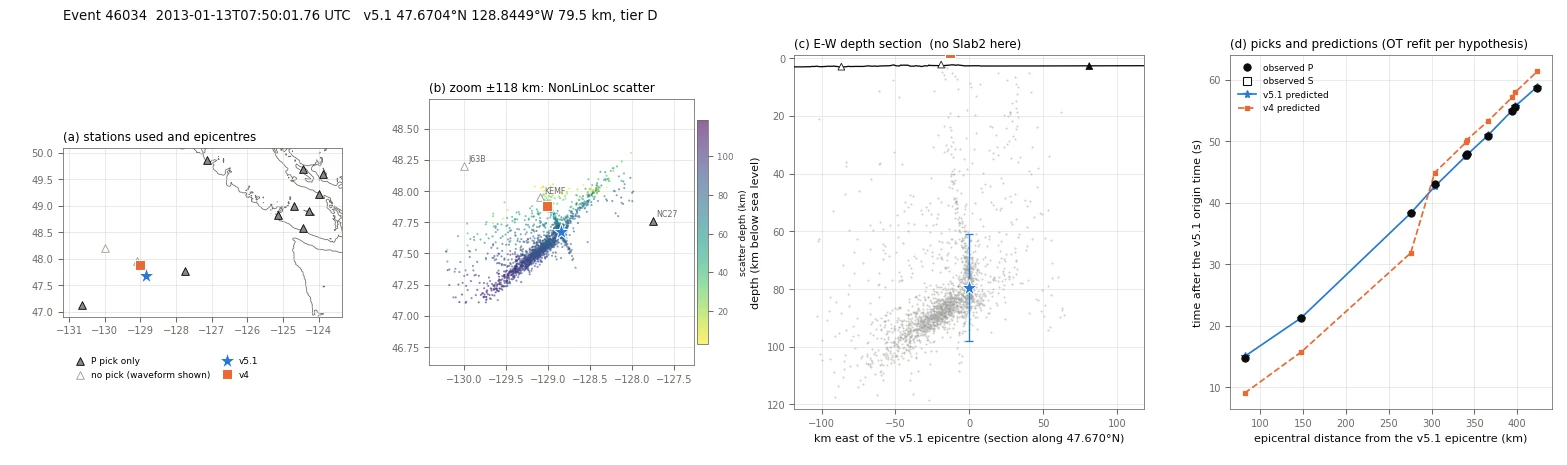 Event 46034  2013-01-13T07:50:01.76 UTC   v5.1 47.6704°N 128.8449°W 79.5 km, tier D
(a) stations used and epicentres
50.0
49.5
49.0
48.5
48.0
47.5
47.0
−131 −130 −129 −128 −127 −126 −125 −124
P pick only
no pick (waveform shown)
v5.1
v4
(b) zoom ±118 km: NonLinLoc scatter
48.50
48.25
48.00
47.75
47.50
47.25
47.00
46.75
J63B
KEMF
NC27
−130.0 −129.5 −129.0 −128.5 −128.0 −127.5
100
80
60
40
20
scatter depth (km)
(c) E-W depth section  (no Slab2 here)
0
20
40
60
80
100
120
depth (km below sea level)
−100 −50 0 50 100
km east of the v5.1 epicentre (section along 47.670°N)
(d) picks and predictions (OT refit per hypothesis)
observed P
observed S
v5.1 predicted
v4 predicted
60
50
40
30
20
10
time after the v5.1 origin time (s)
100 150 200 250 300 350 400
epicentral distance from the v5.1 epicentre (km)